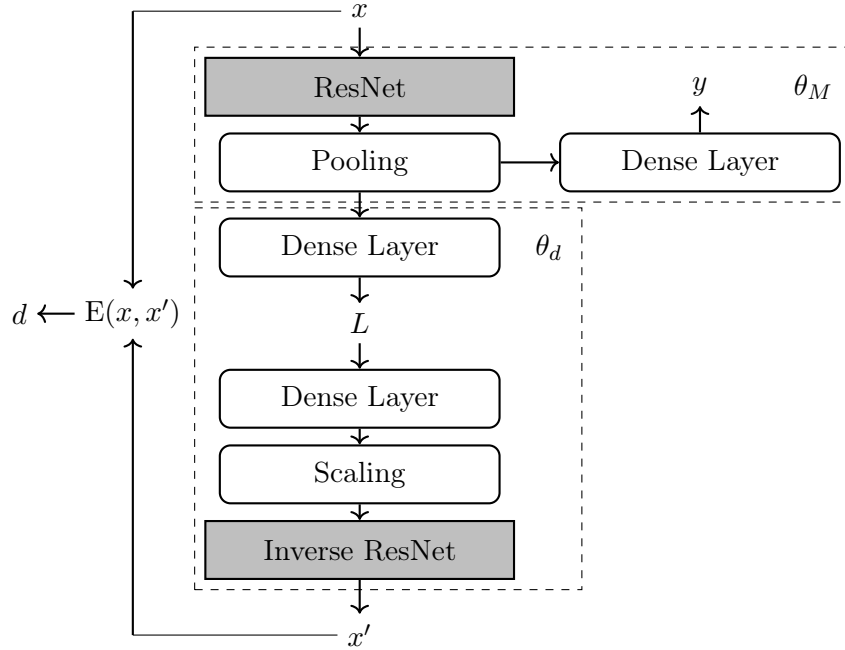 x
ResNet
y
θ_M
Pooling
Dense Layer
Dense Layer
θ_d
d
E(x, x′)
L
Dense Layer
Scaling
Inverse ResNet
x′